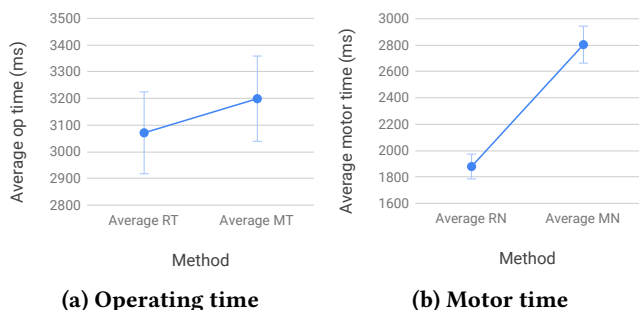 Average op time (ms)
3500
3400
3300
3200
3100
3000
2900
2800
Average RT
Average MT
Method
(a) Operating time
Average motor time (ms)
3000
2800
2600
2400
2200
2000
1800
1600
Average RN
Average MN
Method
(b) Motor time